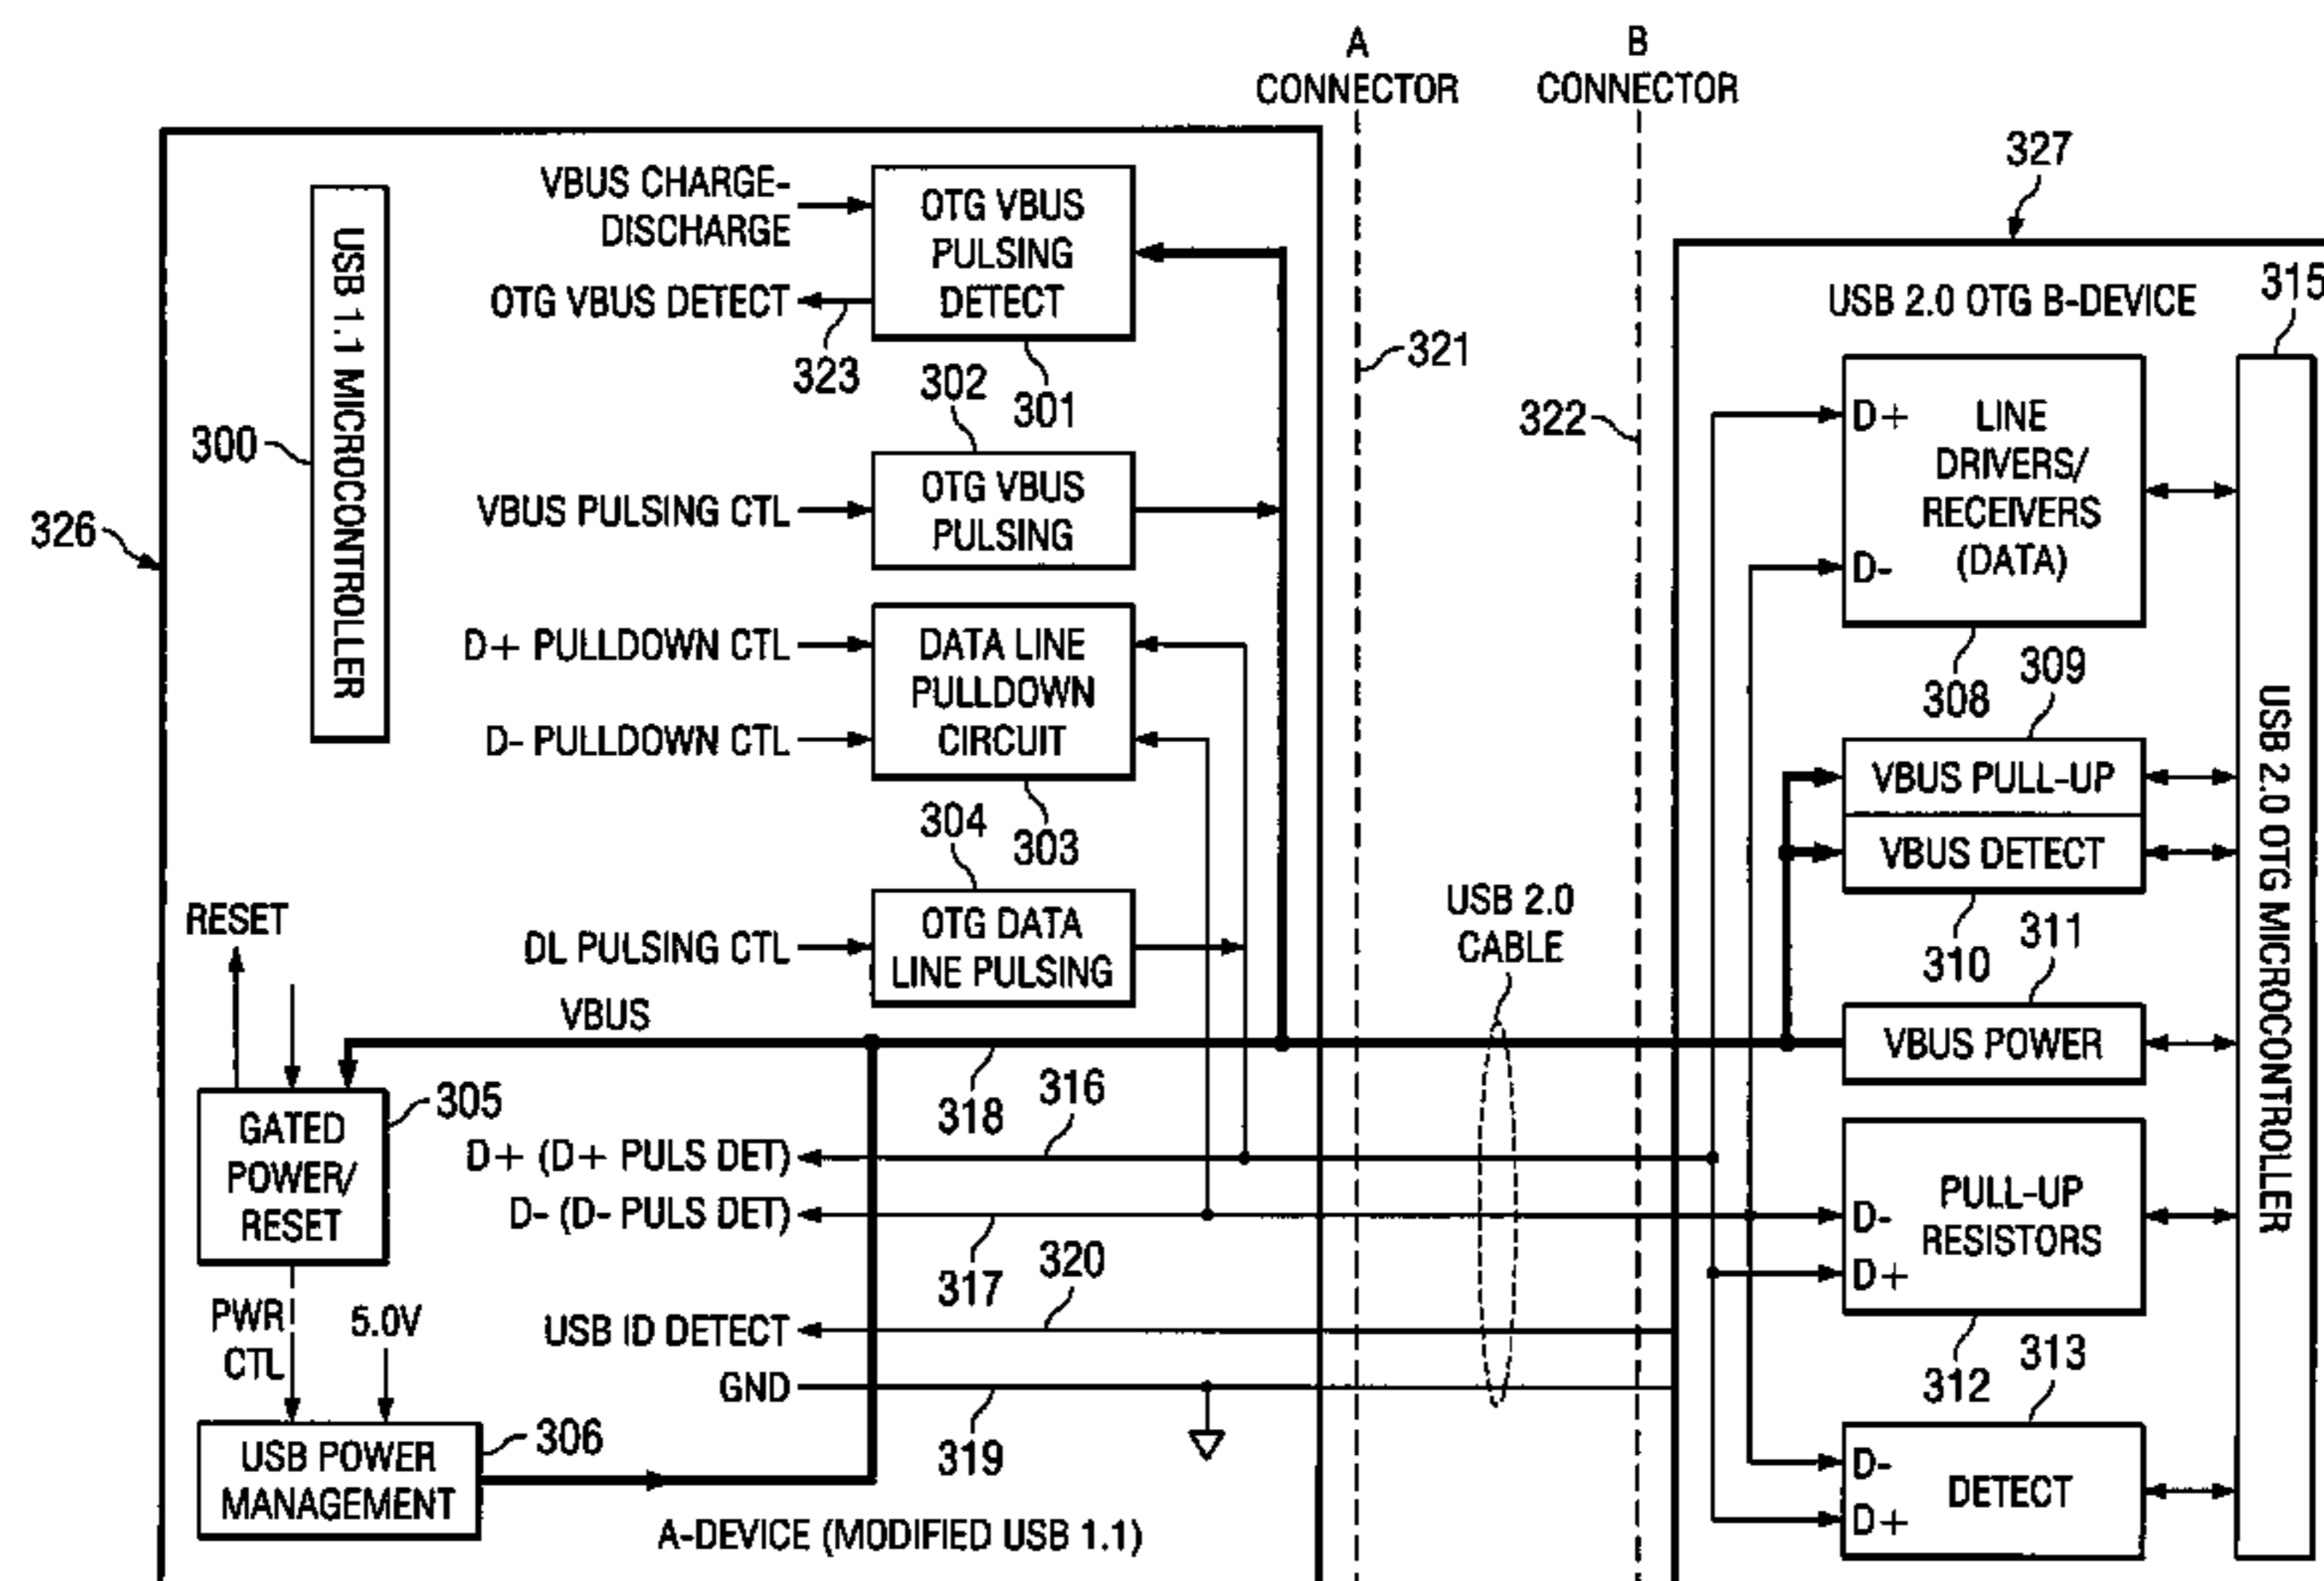 A
CONNECTOR
B
CONNECTOR
326
300
USB 1.1 MICROCONTROLLER
VBUS CHARGE-
DISCHARGE
OTG VBUS DETECT
323
OTG VBUS
PULSING
DETECT
301
302
VBUS PULSING CTL
OTG VBUS
PULSING
D+ PULLDOWN CTL
D- PULLDOWN CTL
DATA LINE
PULLDOWN
CIRCUIT
303
304
DL PULSING CTL
OTG DATA
LINE PULSING
RESET
VBUS
318
GATED
POWER/
RESET
305
316
D+ (D+ PULS DET)
D- (D- PULS DET)
317
320
USB ID DETECT
GND
319
PWR
CTL
5.0V
USB POWER
MANAGEMENT
306
A-DEVICE (MODIFIED USB 1.1)
321
322
USB 2.0
CABLE
327
USB 2.0 OTG B-DEVICE
315
D+
D-
LINE
DRIVERS/
RECEIVERS
(DATA)
308
309
VBUS PULL-UP
VBUS DETECT
310
311
VBUS POWER
D-
D+
PULL-UP
RESISTORS
312
313
D-
D+
DETECT
USB 2.0 OTG MICROCONTROLLER